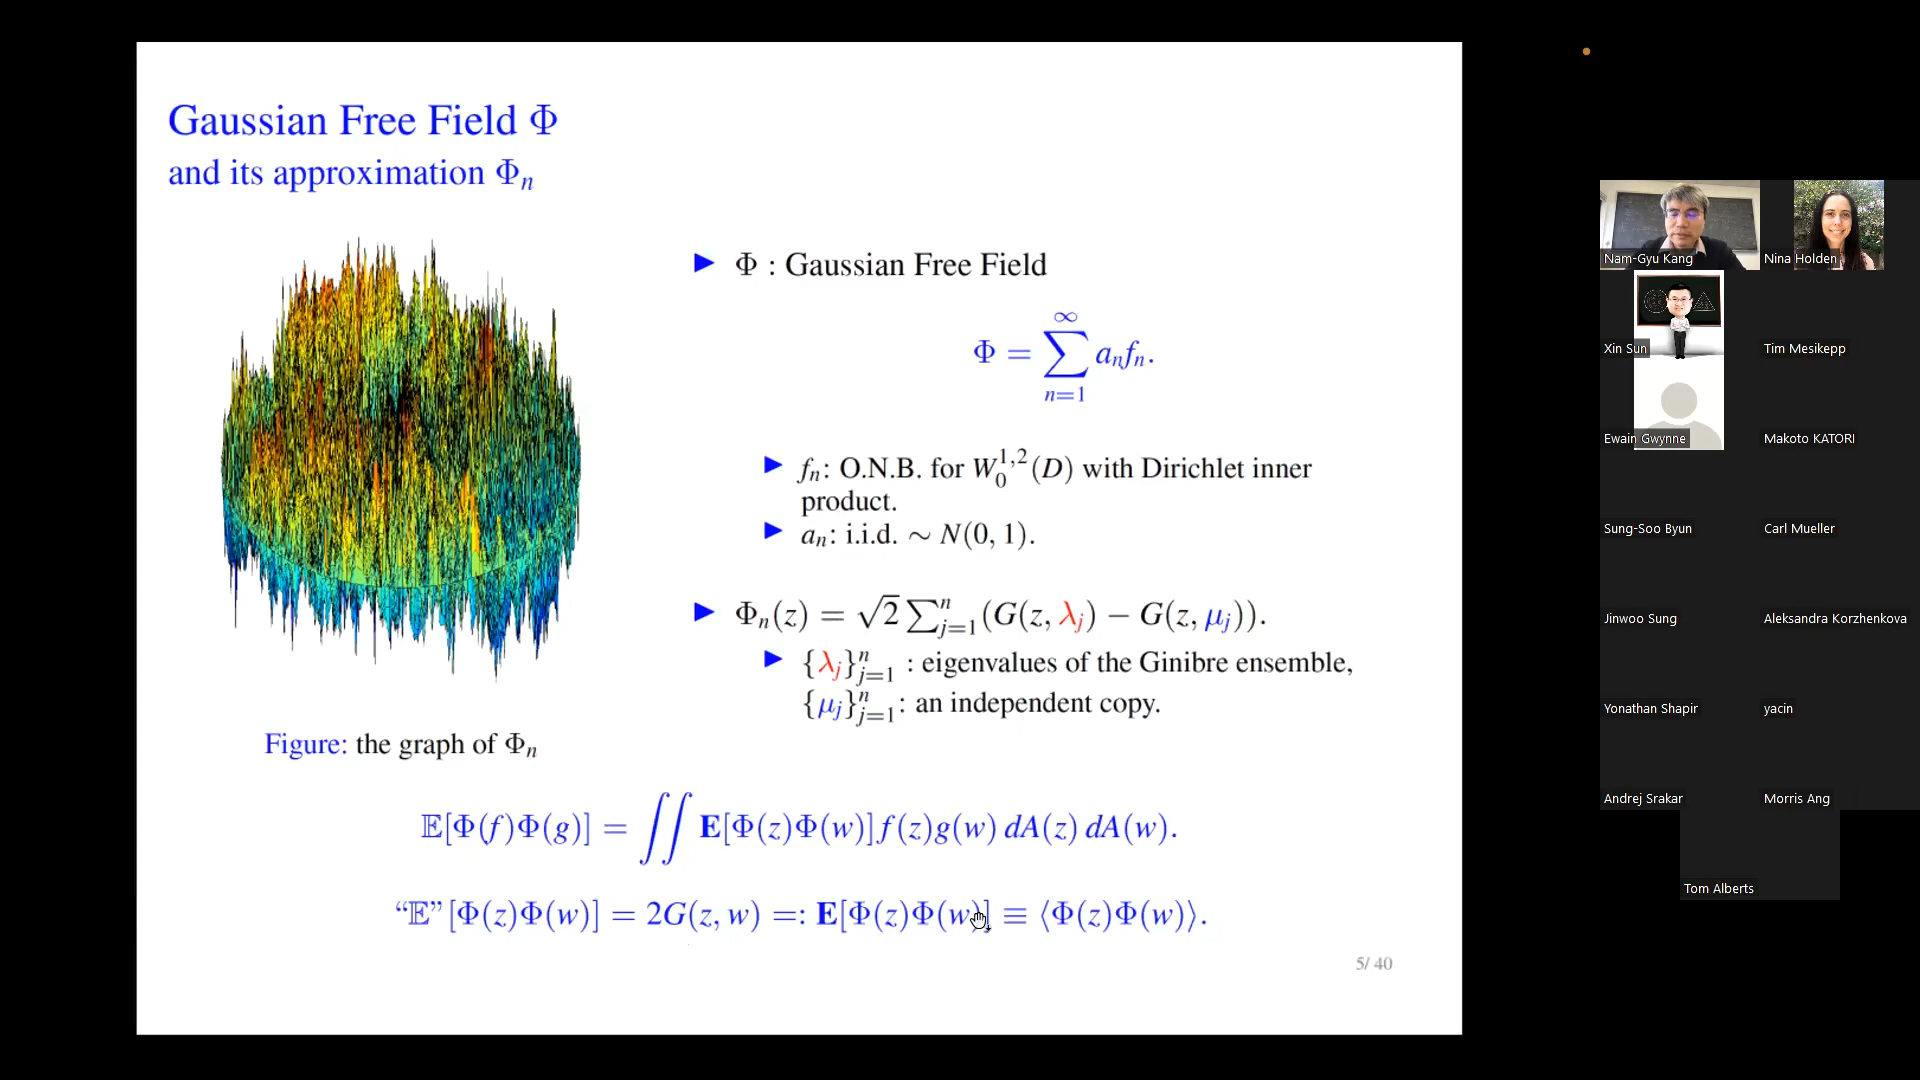 Gaussian Free Field Φ
and its approximation Φ_n
▶ Φ : Gaussian Free Field
Φ = ∑_{n=1}^{∞} a_n f_n.
▶ f_n: O.N.B. for W_0^{1,2}(D) with Dirichlet inner
product.
▶ a_n: i.i.d. ∼ N(0, 1).
▶ Φ_n(z) = √2 ∑_{j=1}^{n} (G(z, λ_j) − G(z, μ_j)).
▶ {λ_j}_{j=1}^{n} : eigenvalues of the Ginibre ensemble,
{μ_j}_{j=1}^{n}: an independent copy.
Figure: the graph of Φ_n
𝔼[Φ(f)Φ(g)] = ∬ 𝐄[Φ(z)Φ(w)]f(z)g(w) dA(z) dA(w).
“𝔼” [Φ(z)Φ(w)] = 2G(z, w) =: 𝐄[Φ(z)Φ(w)] ≡ ⟨Φ(z)Φ(w)⟩.
5/ 40
Nam-Gyu Kang
Nina Holden
Xin Sun
Tim Mesikepp
Ewain Gwynne
Makoto KATORI
Sung-Soo Byun
Carl Mueller
Jinwoo Sung
Aleksandra Korzhenkova
Yonathan Shapir
yacin
Andrej Srakar
Morris Ang
Tom Alberts